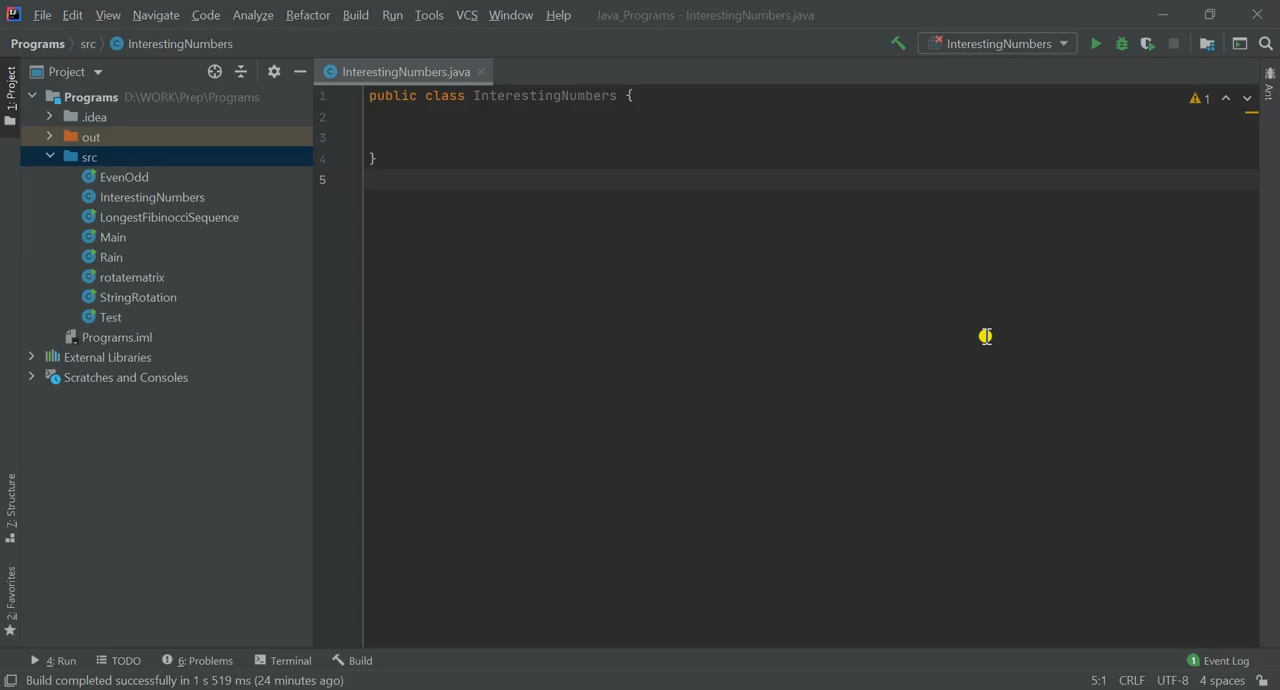 File Edit View Navigate Code Analyze Refactor Build Run Tools VCS Window Help Java_Programs - InterestingNumbers.java
Programs src InterestingNumbers InterestingNumbers
1: Project
Project
InterestingNumbers.java
Ant
Programs D:\WORK\Prep\Programs
.idea
out
src
EvenOdd
InterestingNumbers
LongestFibinocciSequence
Main
Rain
rotatematrix
StringRotation
Test
Programs.iml
External Libraries
Scratches and Consoles
1 public class InterestingNumbers {
2
3
4 }
5
1
7: Structure
2: Favorites
4: Run TODO 6: Problems Terminal Build 1 Event Log
Build completed successfully in 1 s 519 ms (24 minutes ago) 5:1 CRLF UTF-8 4 spaces